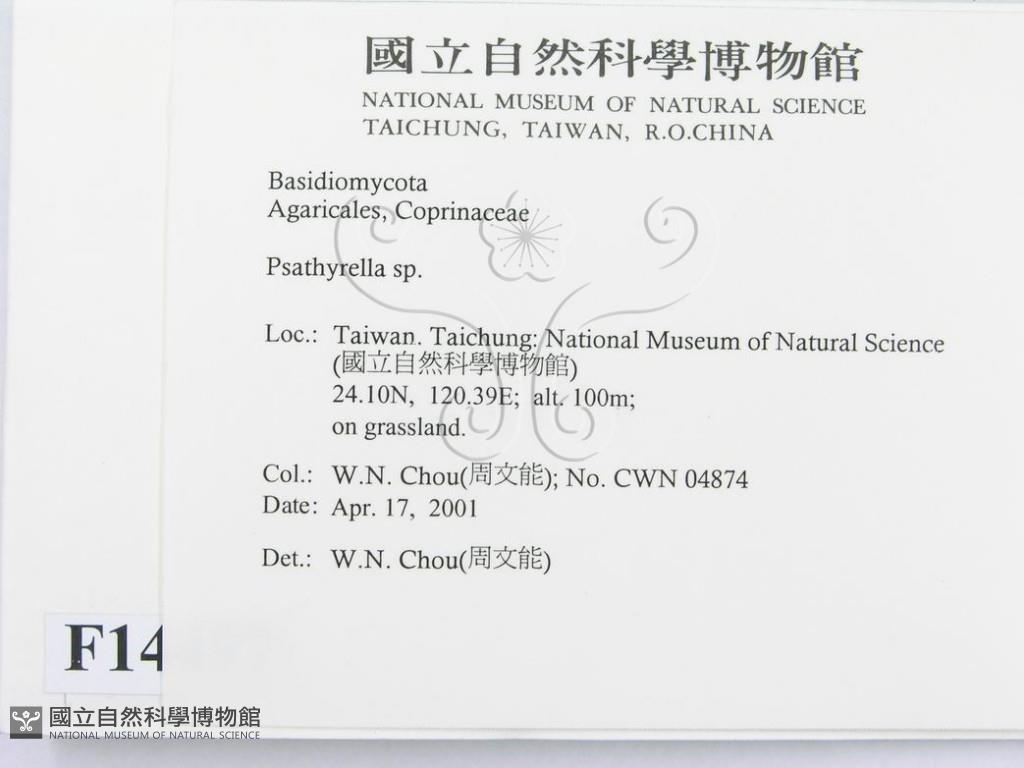 國立自然科學博物館
NATIONAL MUSEUM OF NATURAL SCIENCE
TAICHUNG, TAIWAN, R.O.CHINA
Basidiomycota
Agaricales, Coprinaceae
Psathyrella sp.
Loc.: Taiwan. Taichung: National Museum of Natural Science
(國立自然科學博物館)
24.10N, 120.39E; alt. 100m;
on grassland.
Col.: W.N. Chou(周文能); No. CWN 04874
Date: Apr. 17, 2001
Det.: W.N. Chou(周文能)
F14
國立自然科學博物館
NATIONAL MUSEUM OF NATURAL SCIENCE